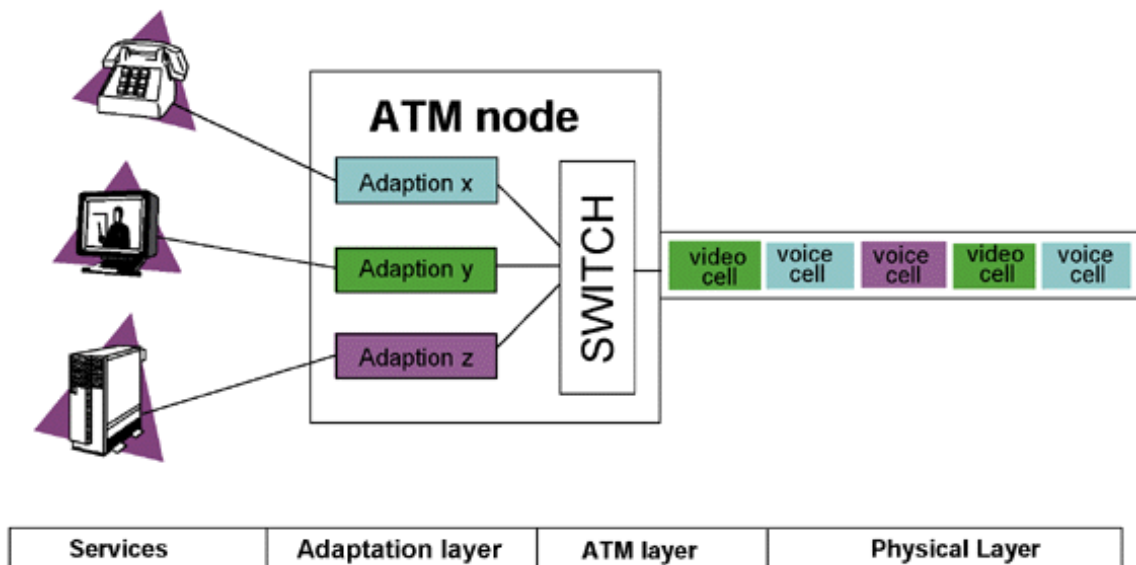 ATM node
Adaption x
Adaption y
Adaption z
SWITCH
video cell
voice cell
voice cell
video cell
voice cell
Services
Adaptation layer
ATM layer
Physical Layer